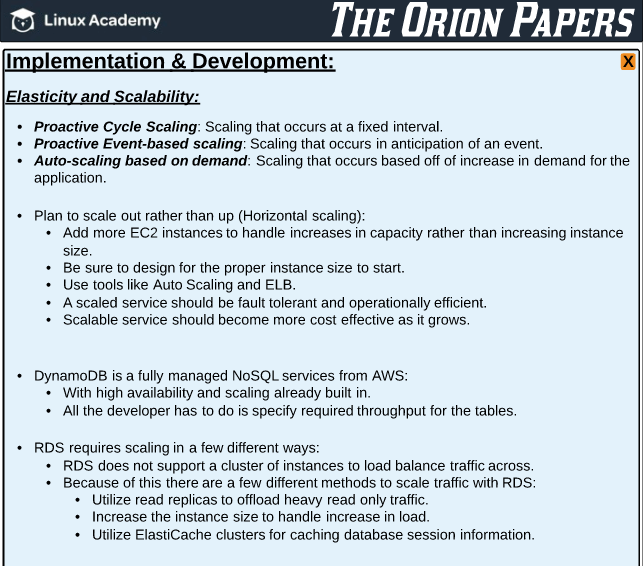 Linux Academy
THE ORION PAPERS
Implementation & Development:
X
Elasticity and Scalability:
• Proactive Cycle Scaling: Scaling that occurs at a fixed interval.
• Proactive Event-based scaling: Scaling that occurs in anticipation of an event.
• Auto-scaling based on demand: Scaling that occurs based off of increase in demand for the
application.
• Plan to scale out rather than up (Horizontal scaling):
• Add more EC2 instances to handle increases in capacity rather than increasing instance
size.
• Be sure to design for the proper instance size to start.
• Use tools like Auto Scaling and ELB.
• A scaled service should be fault tolerant and operationally efficient.
• Scalable service should become more cost effective as it grows.
• DynamoDB is a fully managed NoSQL services from AWS:
• With high availability and scaling already built in.
• All the developer has to do is specify required throughput for the tables.
• RDS requires scaling in a few different ways:
• RDS does not support a cluster of instances to load balance traffic across.
• Because of this there are a few different methods to scale traffic with RDS:
• Utilize read replicas to offload heavy read only traffic.
• Increase the instance size to handle increase in load.
• Utilize ElastiCache clusters for caching database session information.